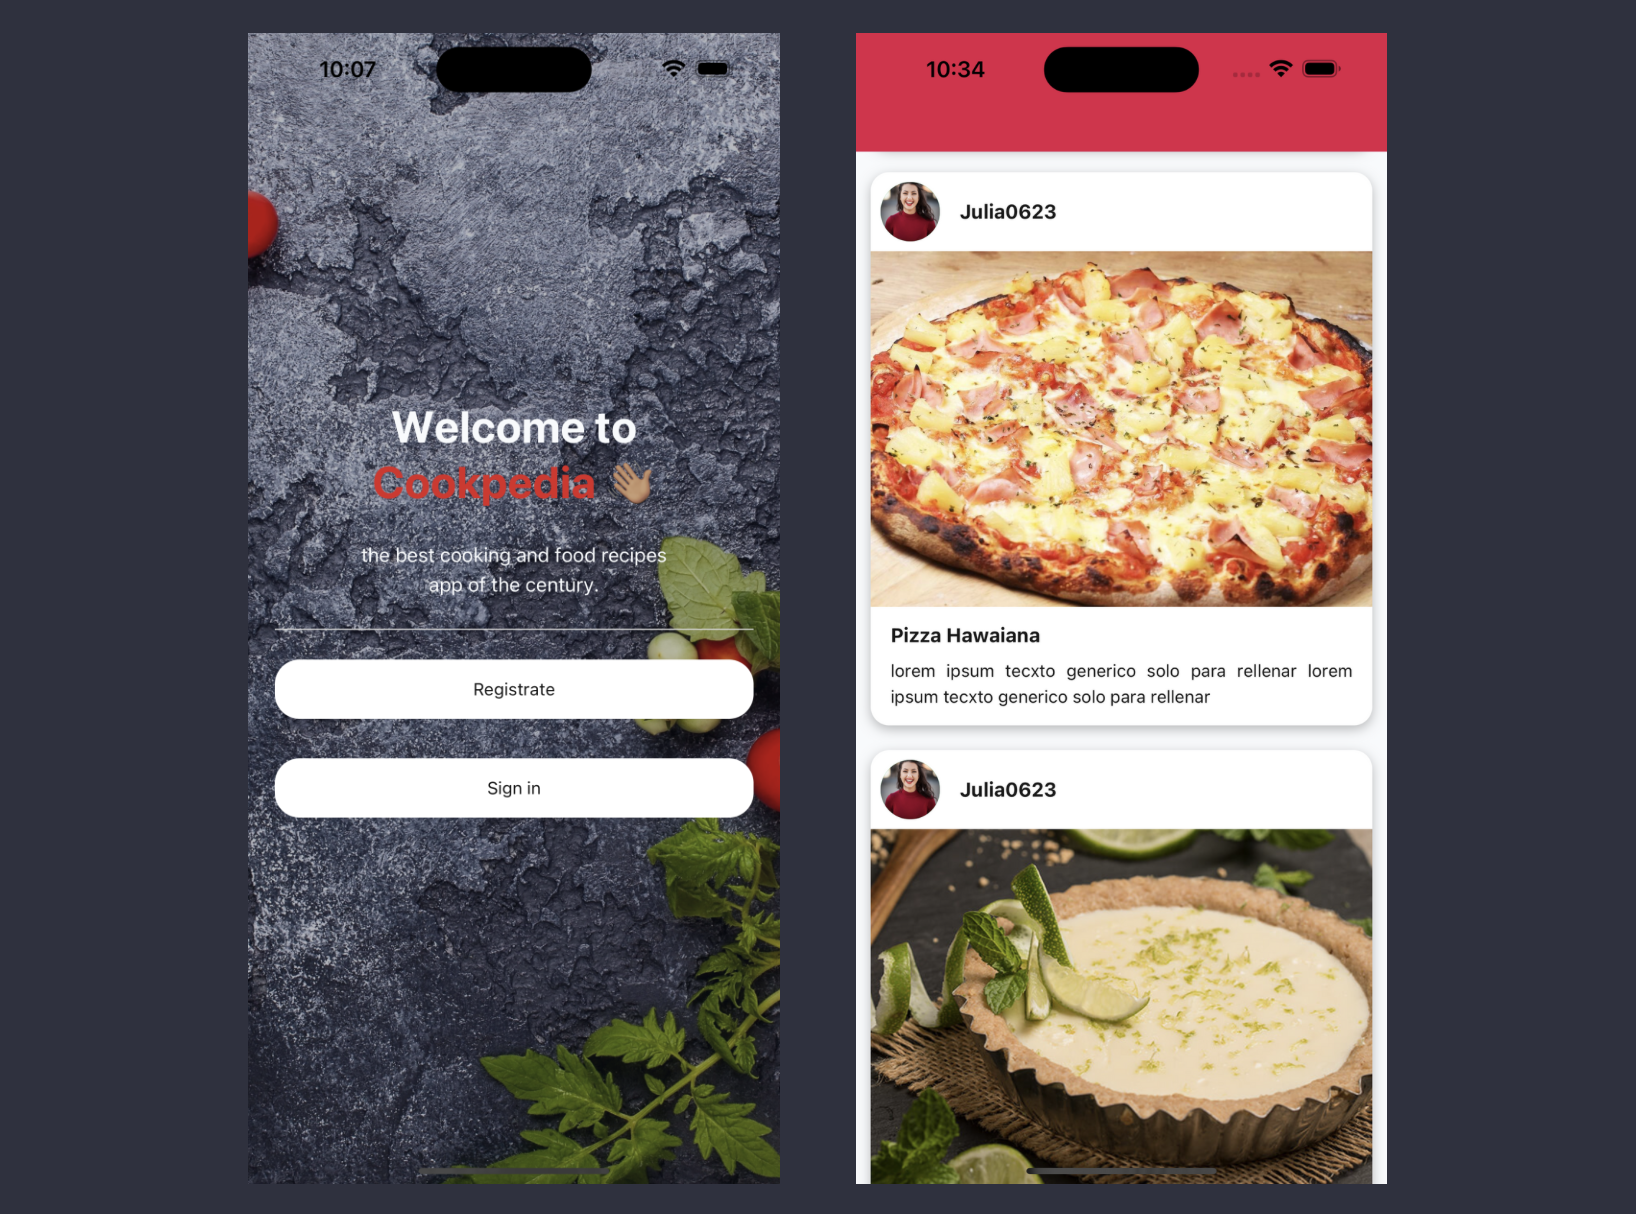 10:07
Welcome to
Cookpedia 👋🏽
the best cooking and food recipes
app of the century.
Registrate
Sign in
10:34
Julia0623
Pizza Hawaiana
lorem ipsum tecxto generico solo para rellenar lorem
ipsum tecxto generico solo para rellenar
Julia0623